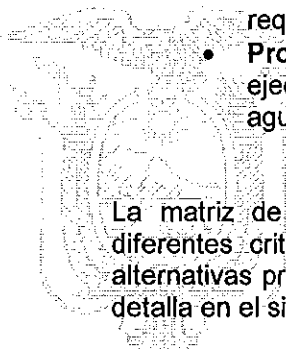 req
• Pro
ejec
agu
La matriz de
diferentes crit
alternativas pr
detalla en el si